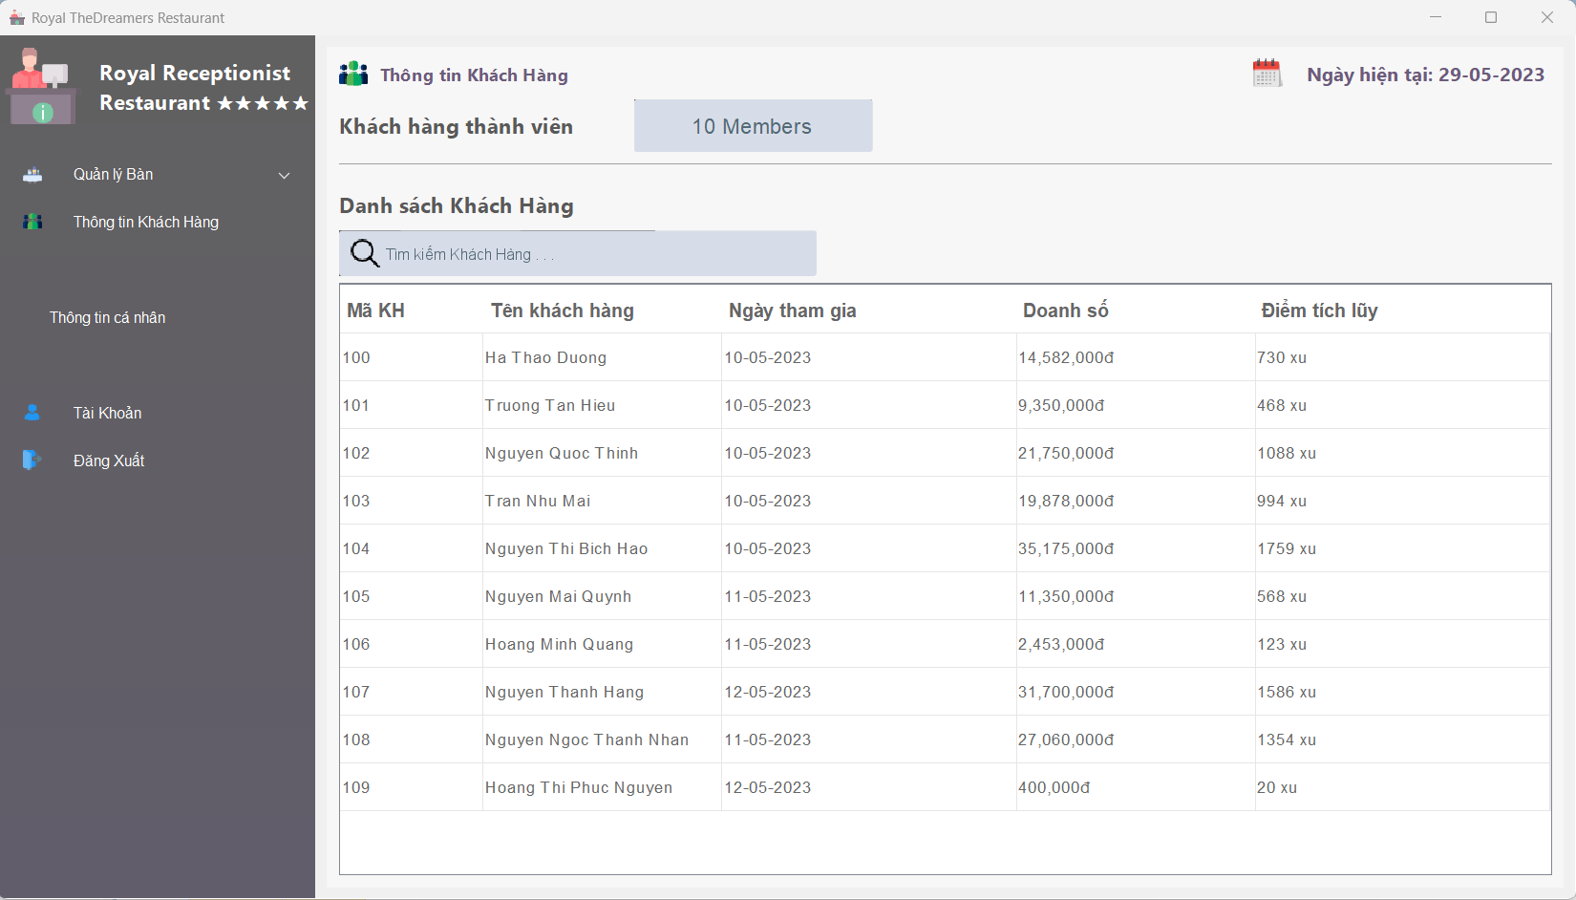 Royal TheDreamers Restaurant
Royal Receptionist
Restaurant ★★★★★
Quản lý Bàn
Thông tin Khách Hàng
Thông tin cá nhân
Tài Khoản
Đăng Xuất
Thông tin Khách Hàng
Ngày hiện tại: 29-05-2023
Khách hàng thành viên
10 Members
Danh sách Khách Hàng
Tìm kiếm Khách Hàng . . .
Mã KH Tên khách hàng Ngày tham gia Doanh số Điểm tích lũy
100 Ha Thao Duong 10-05-2023 14,582,000đ 730 xu
101 Truong Tan Hieu 10-05-2023 9,350,000đ 468 xu
102 Nguyen Quoc Thinh 10-05-2023 21,750,000đ 1088 xu
103 Tran Nhu Mai 10-05-2023 19,878,000đ 994 xu
104 Nguyen Thi Bich Hao 10-05-2023 35,175,000đ 1759 xu
105 Nguyen Mai Quynh 11-05-2023 11,350,000đ 568 xu
106 Hoang Minh Quang 11-05-2023 2,453,000đ 123 xu
107 Nguyen Thanh Hang 12-05-2023 31,700,000đ 1586 xu
108 Nguyen Ngoc Thanh Nhan 11-05-2023 27,060,000đ 1354 xu
109 Hoang Thi Phuc Nguyen 12-05-2023 400,000đ 20 xu